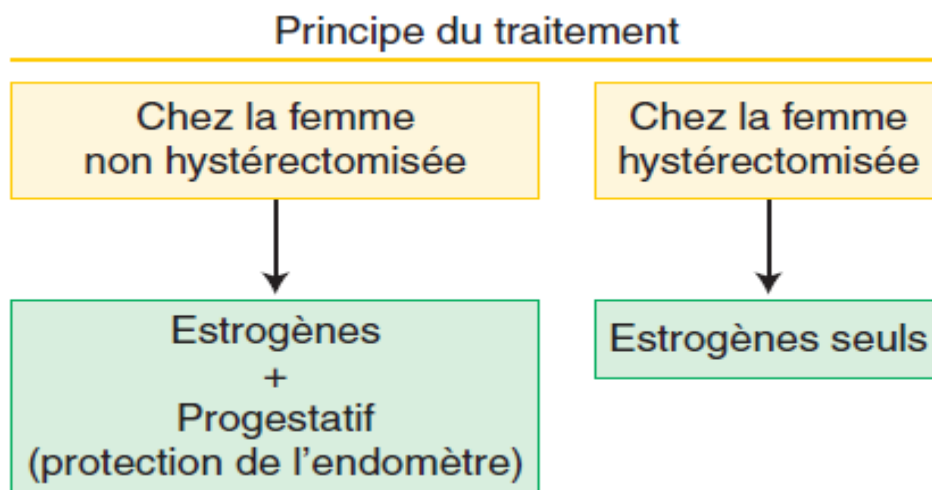 Principe du traitement
Chez la femme
non hystérectomisée
Chez la femme
hystérectomisée
Estrogènes
+
Progestatif
(protection de l'endomètre)
Estrogènes seuls